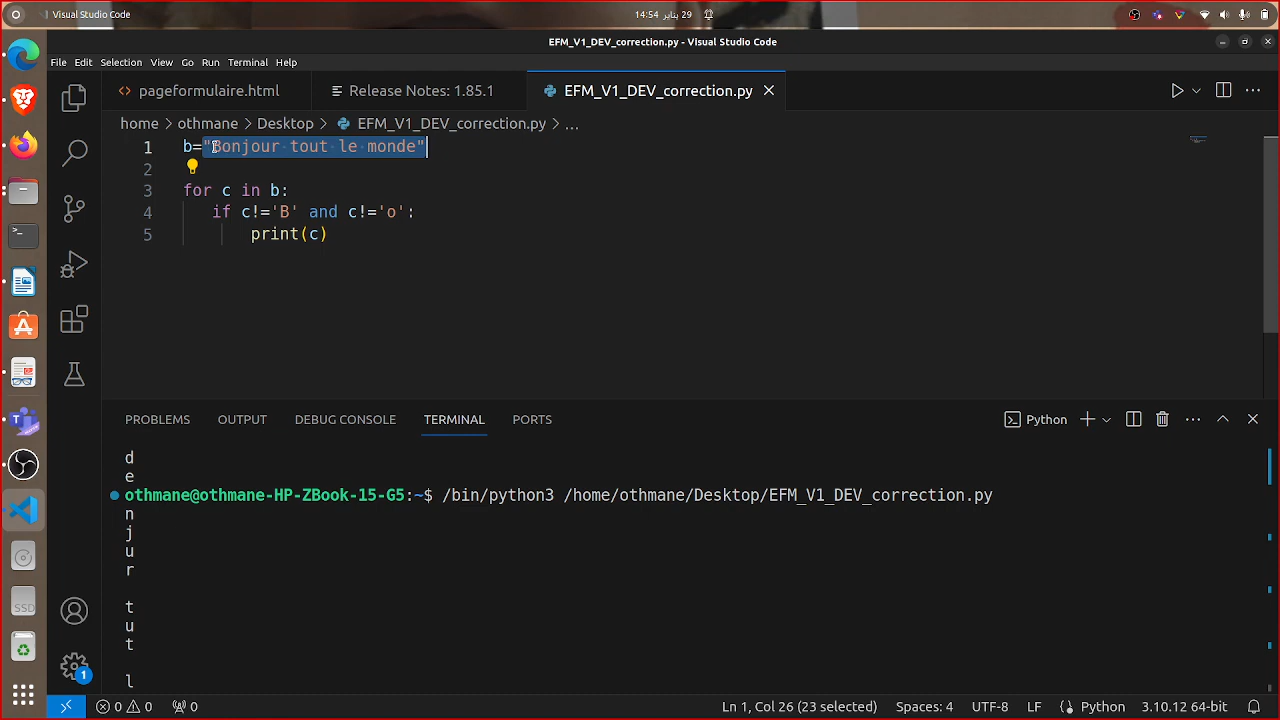 Visual Studio Code
14:54 29 يناير
EFM_V1_DEV_correction.py - Visual Studio Code
File Edit Selection View Go Run Terminal Help
pageformulaire.html
Release Notes: 1.85.1
EFM_V1_DEV_correction.py
home > othmane > Desktop > EFM_V1_DEV_correction.py > ...
1 b="Bonjour tout le monde"
2
3 for c in b:
4 if c!='B' and c!='o':
5 print(c)
PROBLEMS OUTPUT DEBUG CONSOLE TERMINAL PORTS
Python
d
e
othmane@othmane-HP-ZBook-15-G5:~$ /bin/python3 /home/othmane/Desktop/EFM_V1_DEV_correction.py
n
j
u
r
t
u
t
l
SSD
1
0 0 0
Ln 1, Col 26 (23 selected) Spaces: 4 UTF-8 LF Python 3.10.12 64-bit